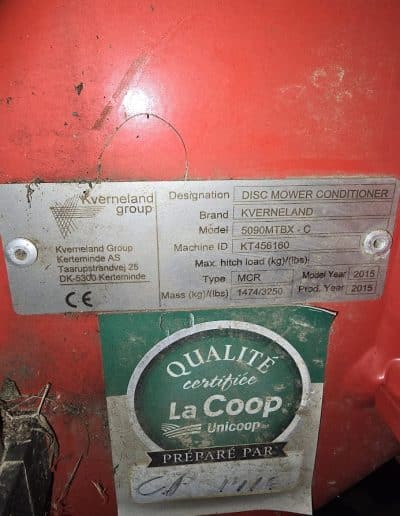 Kverneland
group
Kverneland Group
Kerteminde AS
Taarupstrandvej 25
DK-5300 Kerteminde
CE
Designation DISC MOWER CONDITIONER
Brand KVERNELAND
Model 5090MTBX - C
Machine ID KT456160
Max. hitch load (kg)/(lbs)
Type MCR Model Year 2015
Mass (kg)/(lbs) 1474/3250 Prod. Year 2015
QUALITÉ
certifiée
La Coop
Unicoop
PRÉPARÉ PAR